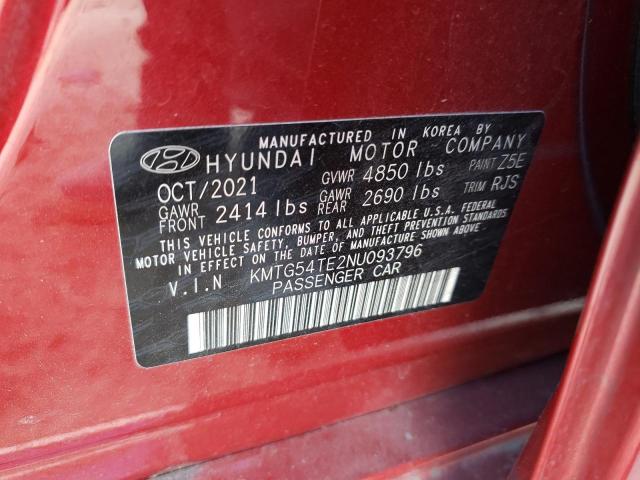 MANUFACTURED IN KOREA BY
HYUNDAI MOTOR COMPANY
OCT/2021 GVWR 4850 lbs PAINT Z5E
GAWR FRONT 2414 lbs GAWR REAR 2690 lbs TRIM RJS
THIS VEHICLE CONFORMS TO ALL APPLICABLE U.S.A. FEDERAL
MOTOR VEHICLE SAFETY, BUMPER, AND THEFT PREVENTION STANDARDS
IN EFFECT ON THE DATE OF MANUFACTURE SHOWN ABOVE.
V.I.N KMTG54TE2NU093796
PASSENGER CAR